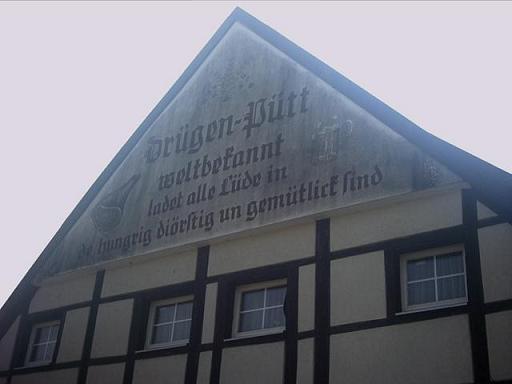 Drügen-Pütt
weltbekannt
ladet alle Lüde in
de hungrig diörstig un gemütlick sind